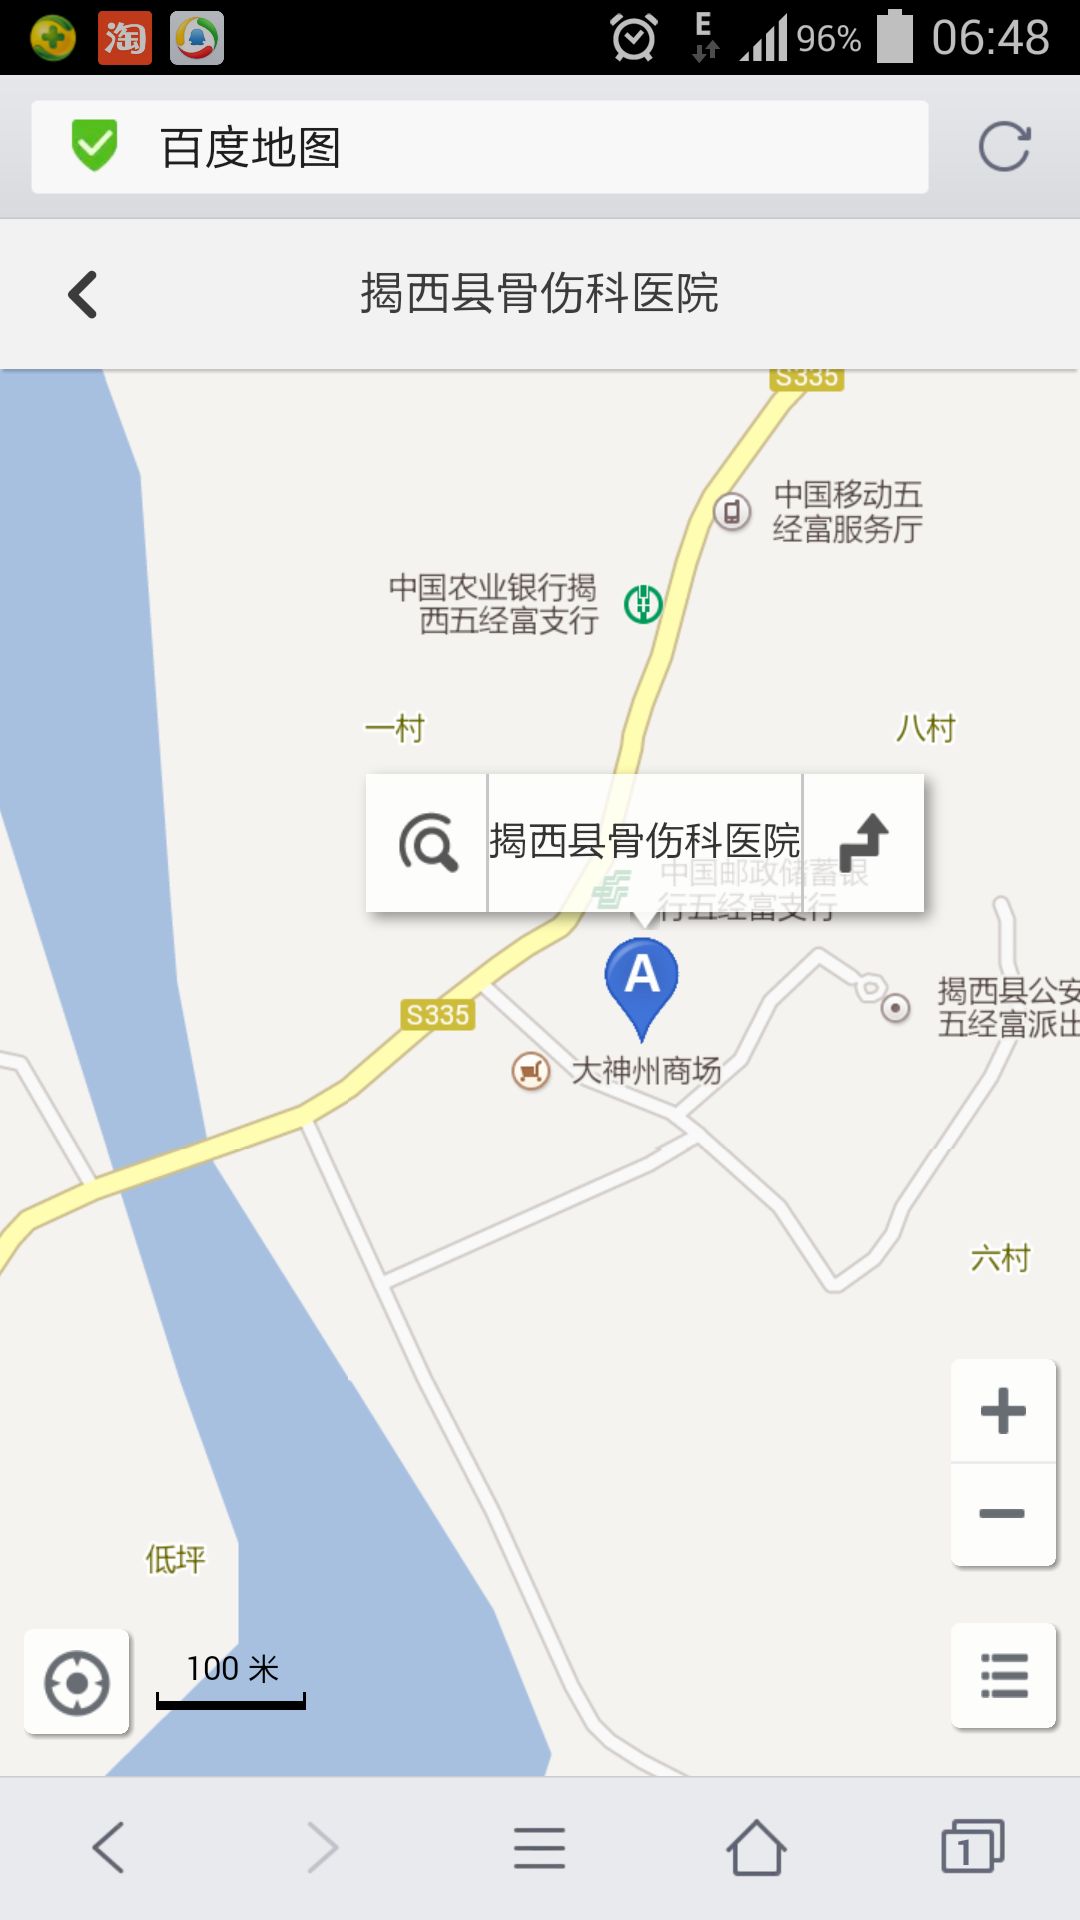 淘
E
96%
06:48
百度地图
揭西县骨伤科医院
S335
中国移动五
经富服务厅
中国农业银行揭
西五经富支行
一村
八村
揭西县骨伤科医院
中国邮政储蓄银
行五经富支行
A
揭西县公安
五经富派出
S335
大神州商场
六村
低坪
100 米
1